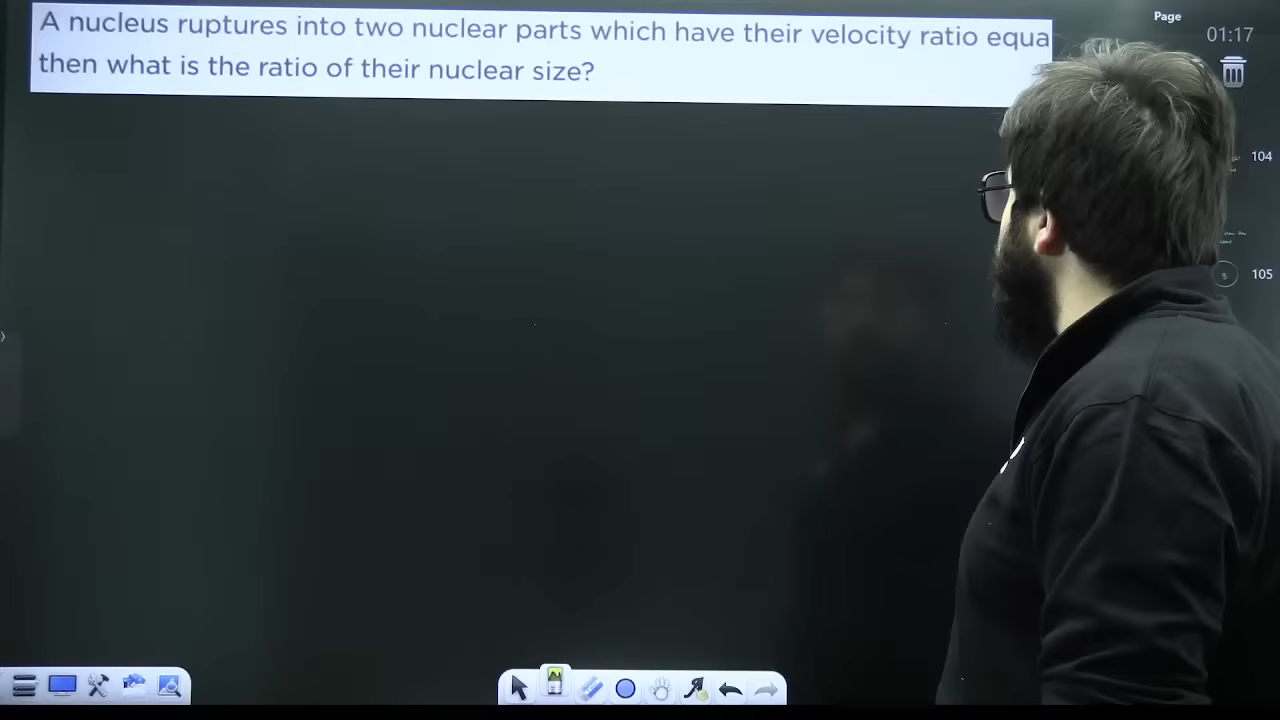 A nucleus ruptures into two nuclear parts which have their velocity ratio equa
then what is the ratio of their nuclear size?
Page
01:17
104
105